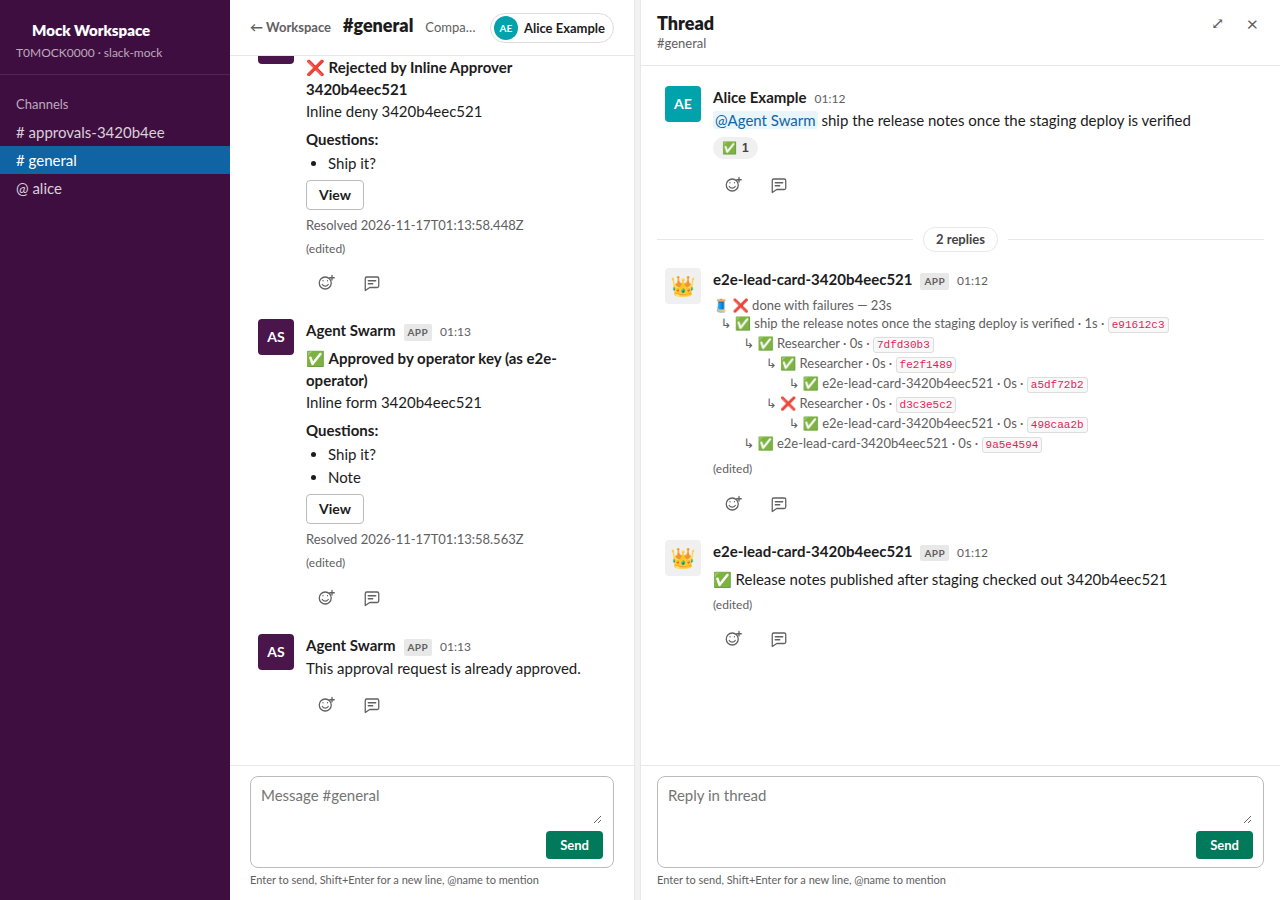 Mock Workspace
T0MOCK0000 · slack-mock
Channels
# approvals-3420b4ee
# general
@ alice
← Workspace #general Compa... AE Alice Example
❌ Rejected by Inline Approver
3420b4eec521
Inline deny 3420b4eec521
Questions:
• Ship it?
View
Resolved 2026-11-17T01:13:58.448Z
(edited)
AS Agent Swarm APP 01:13
✅ Approved by operator key (as e2e-
operator)
Inline form 3420b4eec521
Questions:
• Ship it?
• Note
View
Resolved 2026-11-17T01:13:58.563Z
(edited)
AS Agent Swarm APP 01:13
This approval request is already approved.
Message #general
Send
Enter to send, Shift+Enter for a new line, @name to mention
Thread
#general
AE Alice Example 01:12
@Agent Swarm ship the release notes once the staging deploy is verified
✅ 1
2 replies
e2e-lead-card-3420b4eec521 APP 01:12
🧵 ❌ done with failures — 23s
↳ ✅ ship the release notes once the staging deploy is verified · 1s · e91612c3
↳ ✅ Researcher · 0s · 7dfd30b3
↳ ✅ Researcher · 0s · fe2f1489
↳ ✅ e2e-lead-card-3420b4eec521 · 0s · a5df72b2
↳ ❌ Researcher · 0s · d3c3e5c2
↳ ✅ e2e-lead-card-3420b4eec521 · 0s · 498caa2b
↳ ✅ e2e-lead-card-3420b4eec521 · 0s · 9a5e4594
(edited)
e2e-lead-card-3420b4eec521 APP 01:12
✅ Release notes published after staging checked out 3420b4eec521
(edited)
Reply in thread
Send
Enter to send, Shift+Enter for a new line, @name to mention